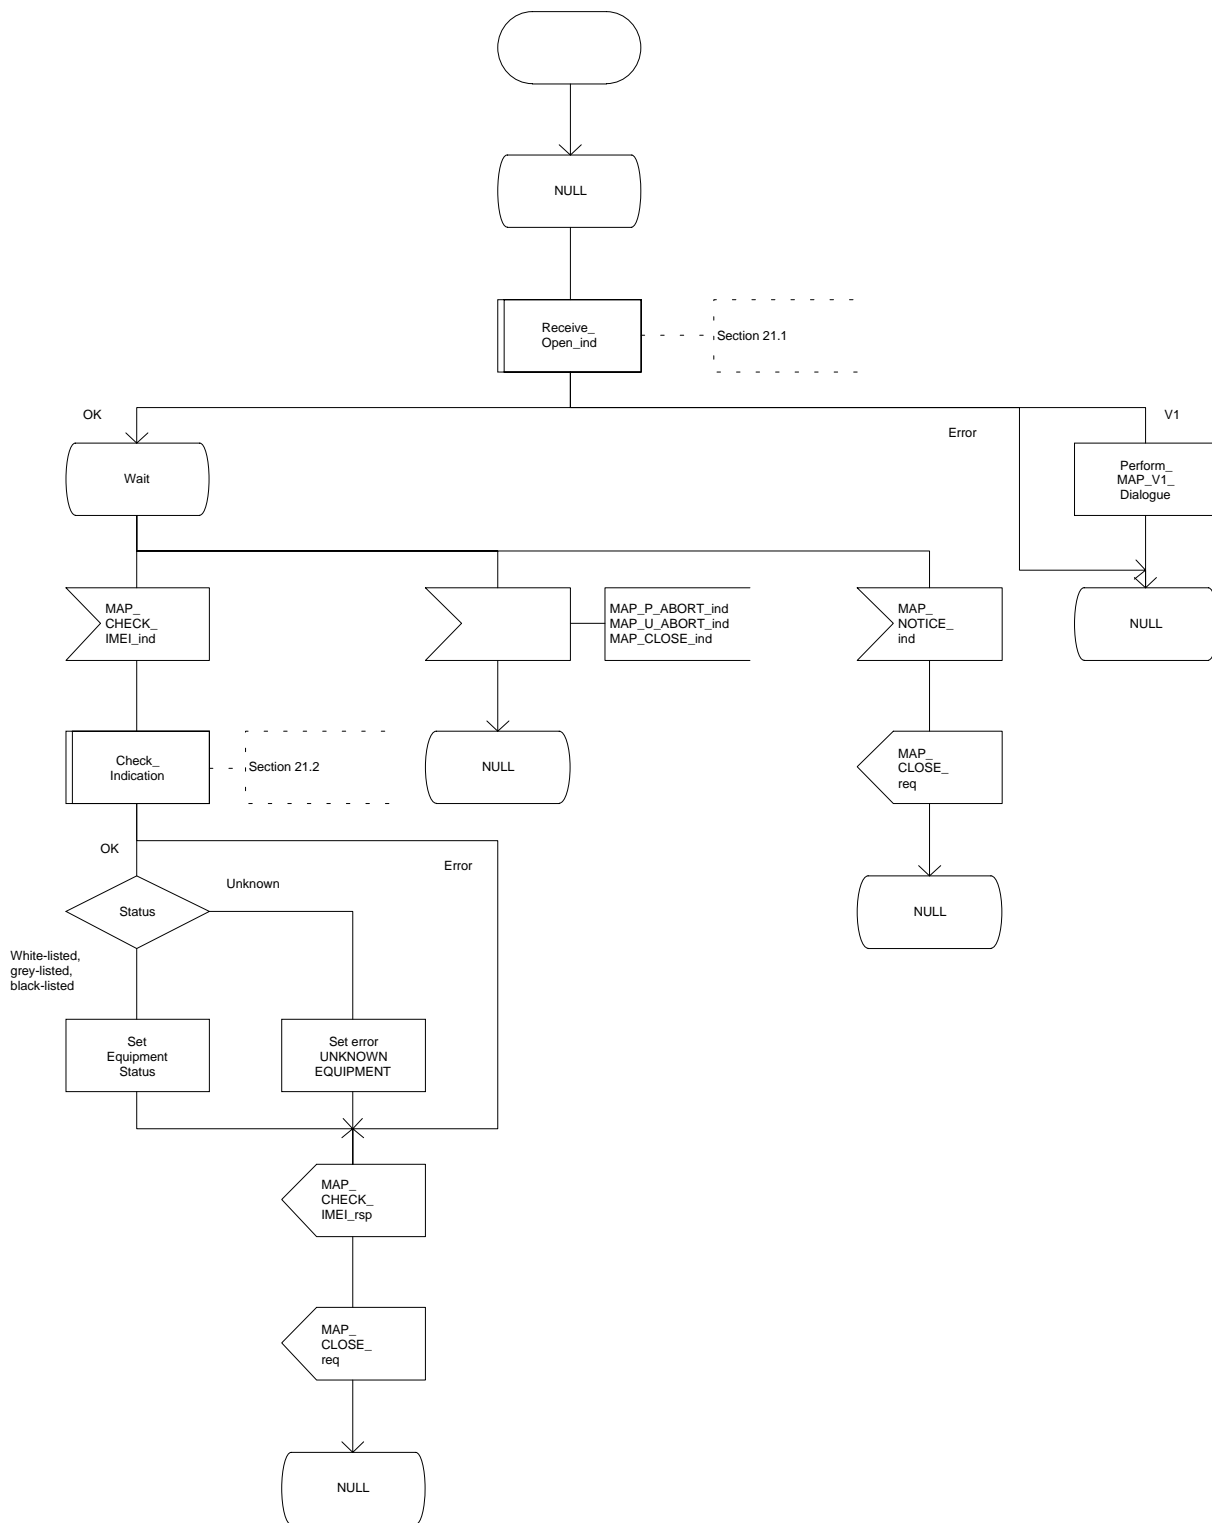 NULL
Receive_
Open_ind
Section 21.1
OK
Error
V1
Wait
Perform_
MAP_V1_
Dialogue
MAP_
CHECK_
IMEI_ind
MAP_P_ABORT_ind
MAP_U_ABORT_ind
MAP_CLOSE_ind
MAP_
NOTICE_
ind
NULL
Check_
Indication
Section 21.2
NULL
MAP_
CLOSE_
req
OK
Error
Status
Unknown
NULL
White-listed,
grey-listed,
black-listed
Set
Equipment
Status
Set error
UNKNOWN
EQUIPMENT
MAP_
CHECK_
IMEI_rsp
MAP_
CLOSE_
req
NULL